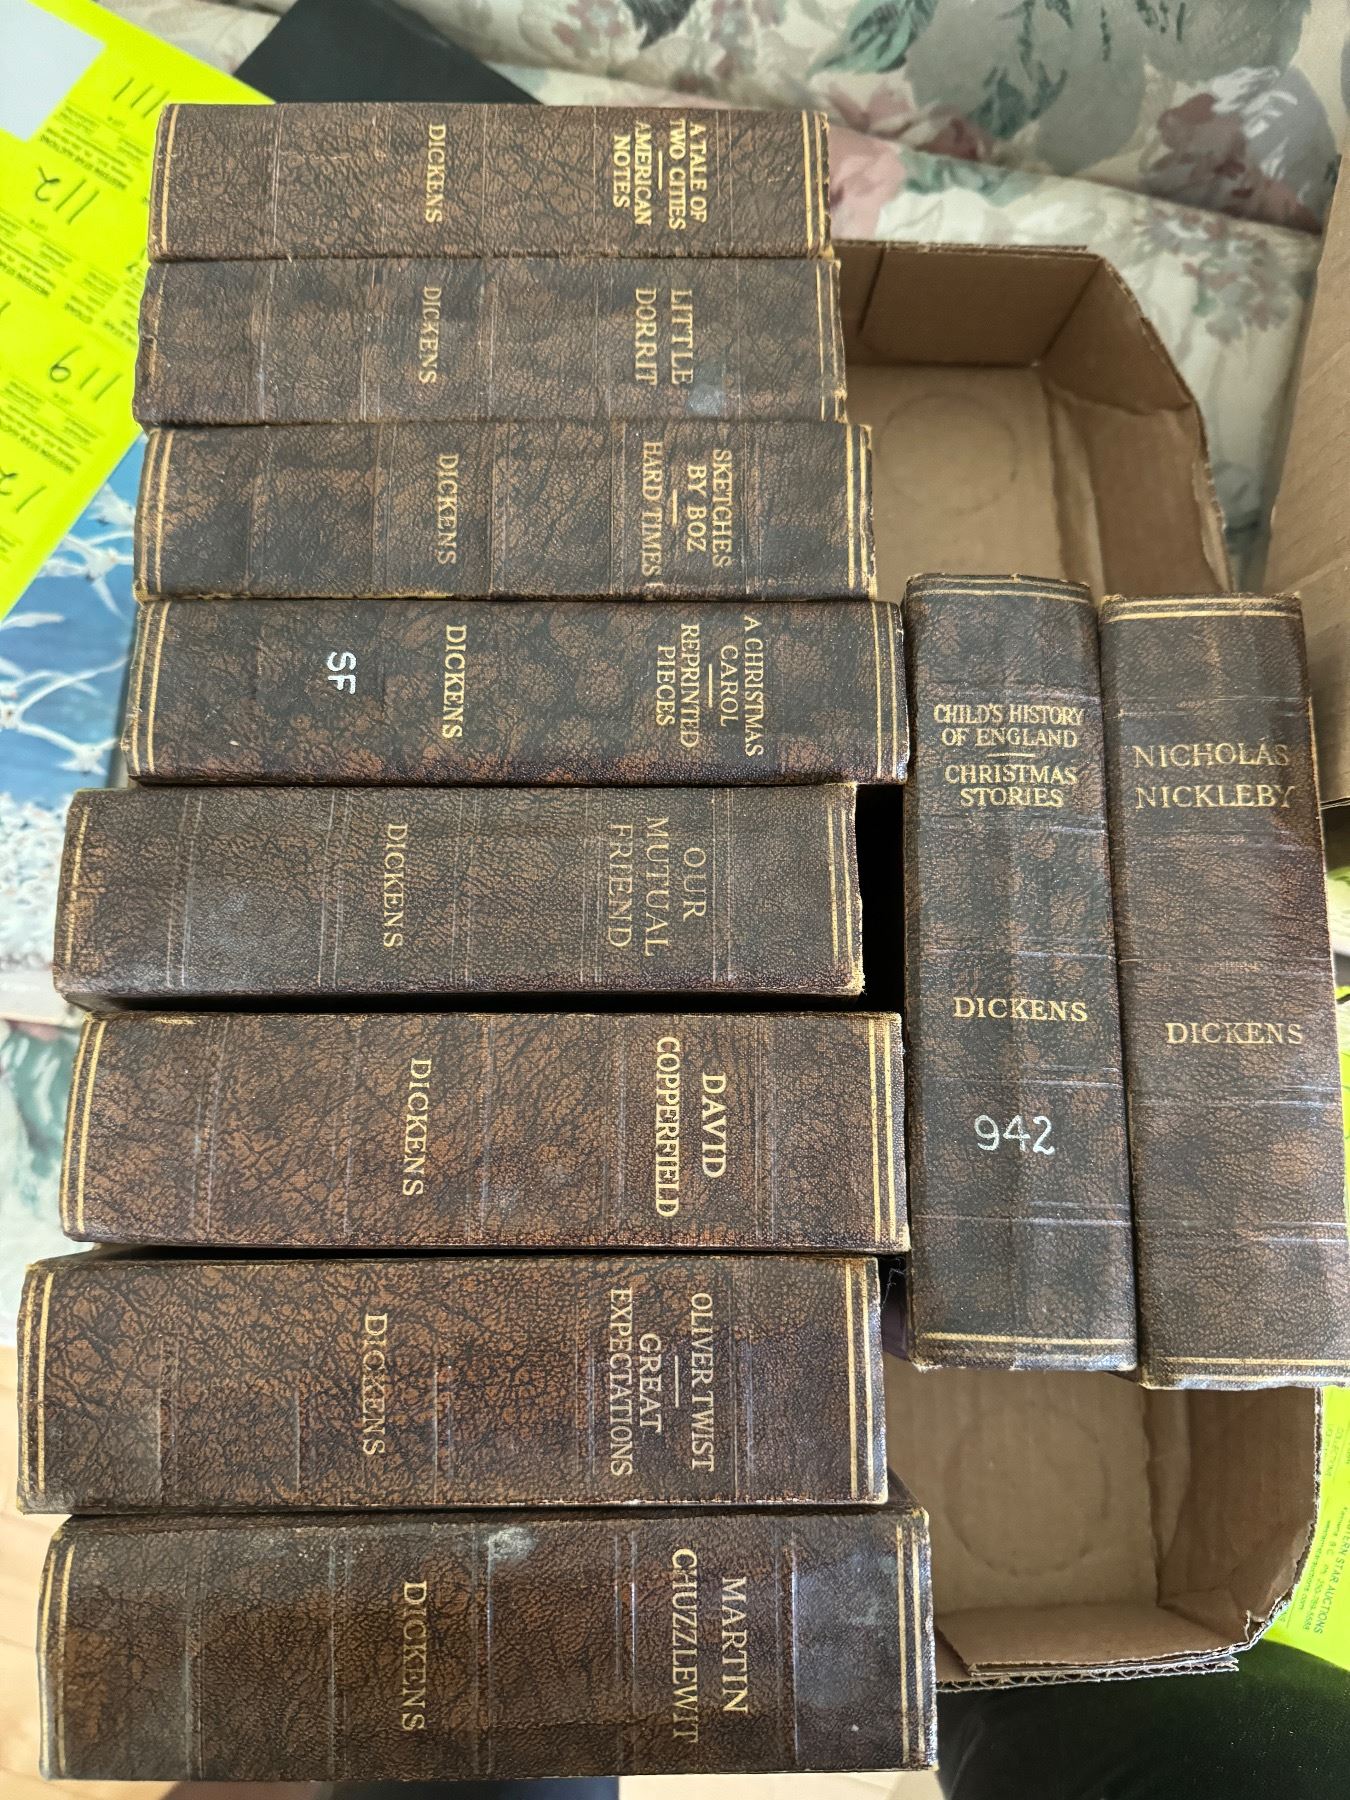 A TALE OF
TWO CITIES
AMERICAN
NOTES
DICKENS
LITTLE
DORRIT
DICKENS
SKETCHES
BY BOZ
HARD TIMES
DICKENS
A CHRISTMAS
CAROL
REPRINTED
PIECES
DICKENS
SF
OUR
MUTUAL
FRIEND
DICKENS
DAVID
COPPERFIELD
DICKENS
OLIVER TWIST
GREAT
EXPECTATIONS
DICKENS
MARTIN
CHUZZLEWIT
DICKENS
CHILD'S HISTORY
OF ENGLAND
CHRISTMAS
STORIES
DICKENS
942
NICHOLAS
NICKLEBY
DICKENS
111
112
119
STAR AUCTIONS